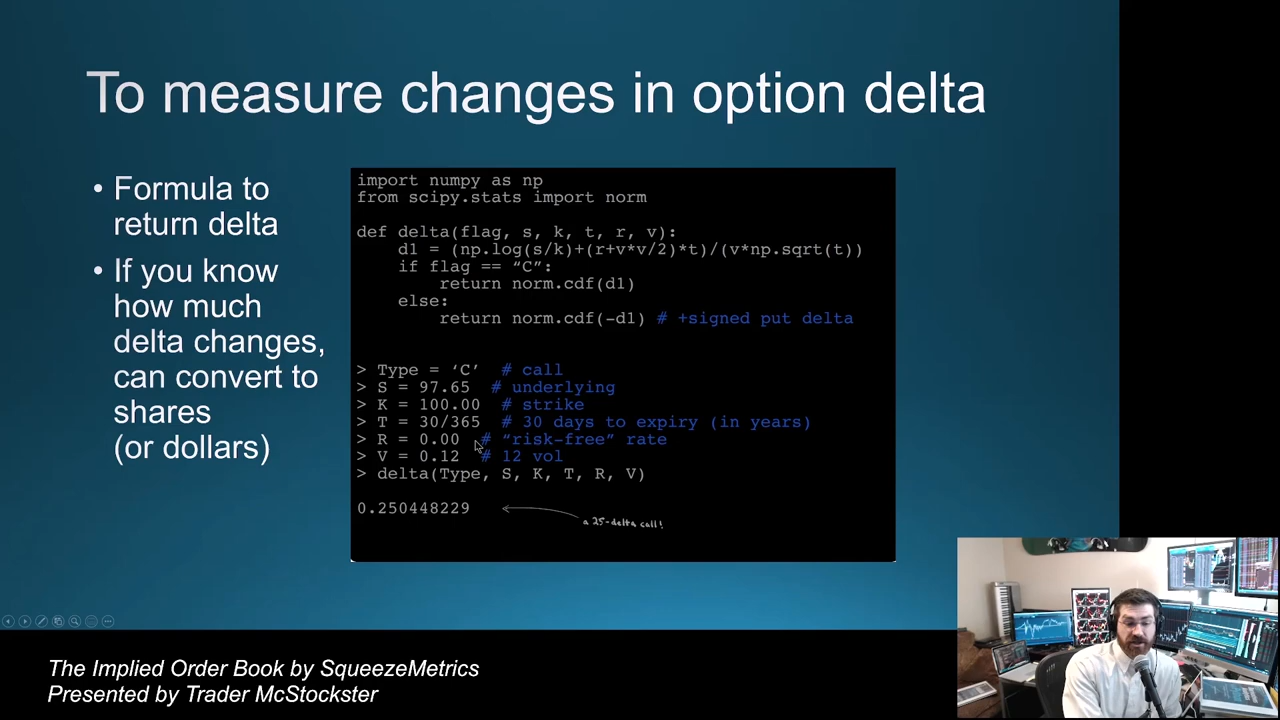 To measure changes in option delta
• Formula to
return delta
• If you know
how much
delta changes,
can convert to
shares
(or dollars)
import numpy as np
from scipy.stats import norm
def delta(flag, s, k, t, r, v):
d1 = (np.log(s/k)+(r+v*v/2)*t)/(v*np.sqrt(t))
if flag == “C”:
return norm.cdf(d1)
else:
return norm.cdf(-d1) # +signed put delta
> Type = ‘C’ # call
> S = 97.65 # underlying
> K = 100.00 # strike
> T = 30/365 # 30 days to expiry (in years)
> R = 0.00 # “risk-free” rate
> V = 0.12 # 12 vol
> delta(Type, S, K, T, R, V)
0.250448229
a 25-delta call!
The Implied Order Book by SqueezeMetrics
Presented by Trader McStockster